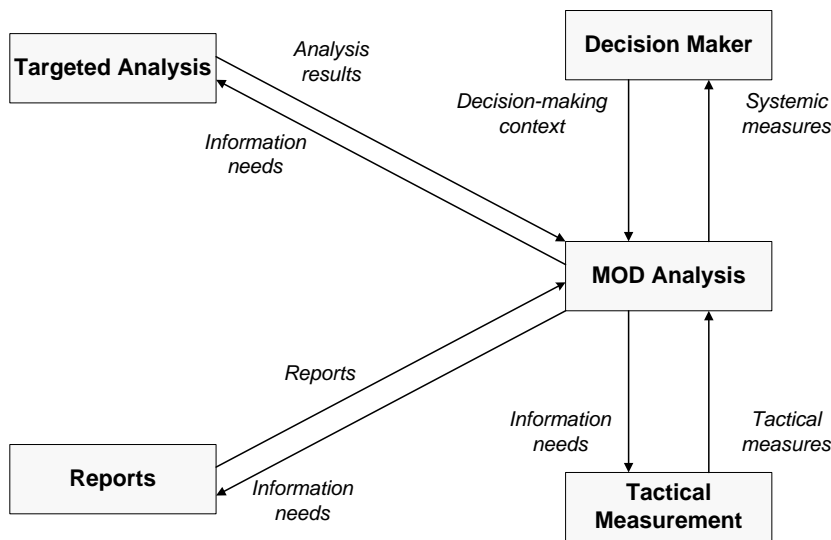 Targeted Analysis
Analysis
results
Decision Maker
Decision-making
context
Systemic
measures
Information
needs
MOD Analysis
Reports
Information
needs
Tactical
measures
Reports
Information
needs
Tactical
Measurement